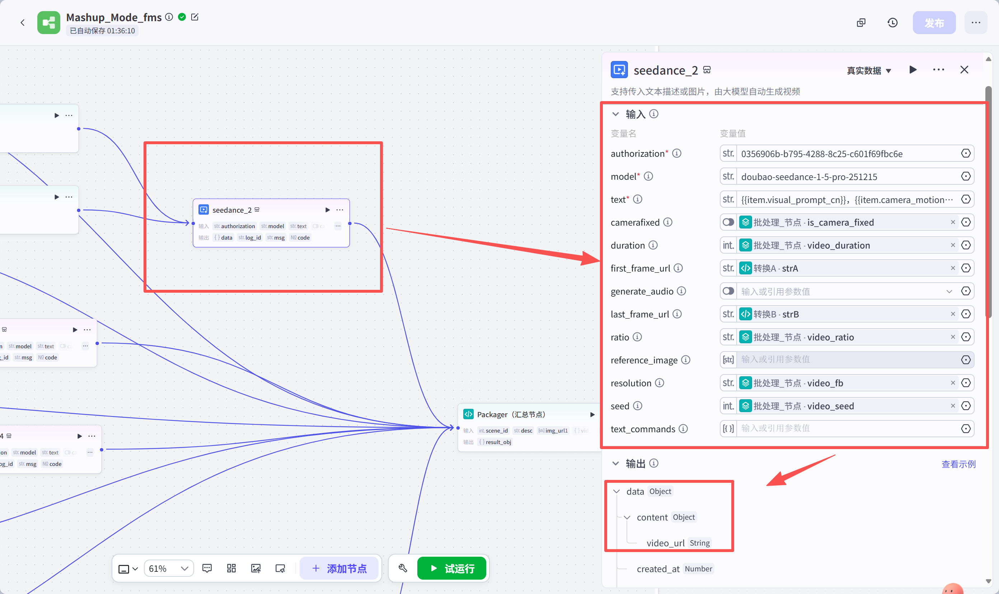 Mashup_Mode_fms
已自动保存 01:36:10
发布
seedance_2
真实数据
支持传入文本描述或图片，由大模型自动生成视频
输入
变量名 变量值
authorization* str. 0356906b-b795-4288-8c25-c601f69fbc6e
model* str. doubao-seedance-1-5-pro-251215
text* str. {{item.visual_prompt_cn}}，{{item.camera_motion···
camerafixed 批处理_节点 - is_camera_fixed
duration int. 批处理_节点 - video_duration
first_frame_url str. 转换A - strA
generate_audio 输入或引用参数值
last_frame_url str. 转换B - strB
ratio str. 批处理_节点 - video_ratio
reference_image [str.] 输入或引用参数值
resolution str. 批处理_节点 - video_fb
seed int. 批处理_节点 - video_seed
text_commands [{ }] 输入或引用参数值
输出 查看示例
data Object
content Object
video_url String
created_at Number
seedance_2
输入 str. authorization str. model str. text ca ···
输出 { } data str. log_id str. msg № code
n str. model str. text ca ···
_id str. msg № code
4
on str. model str. text ca ···
og_id str. msg № code
Packager（汇总节点）
输入 int. scene_id str. desc [str] img_url1 { } vid
输出 { } result_obj
61%
添加节点
试运行